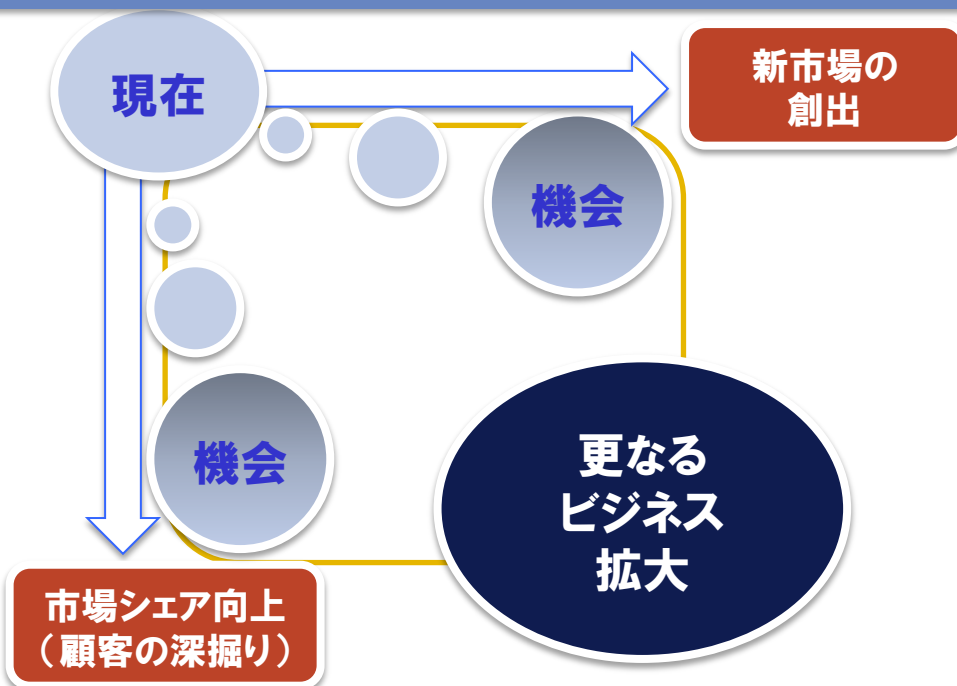 現在
新市場の
創出
機会
機会
更なる
ビジネス
拡大
市場シェア向上
（顧客の深掘り）